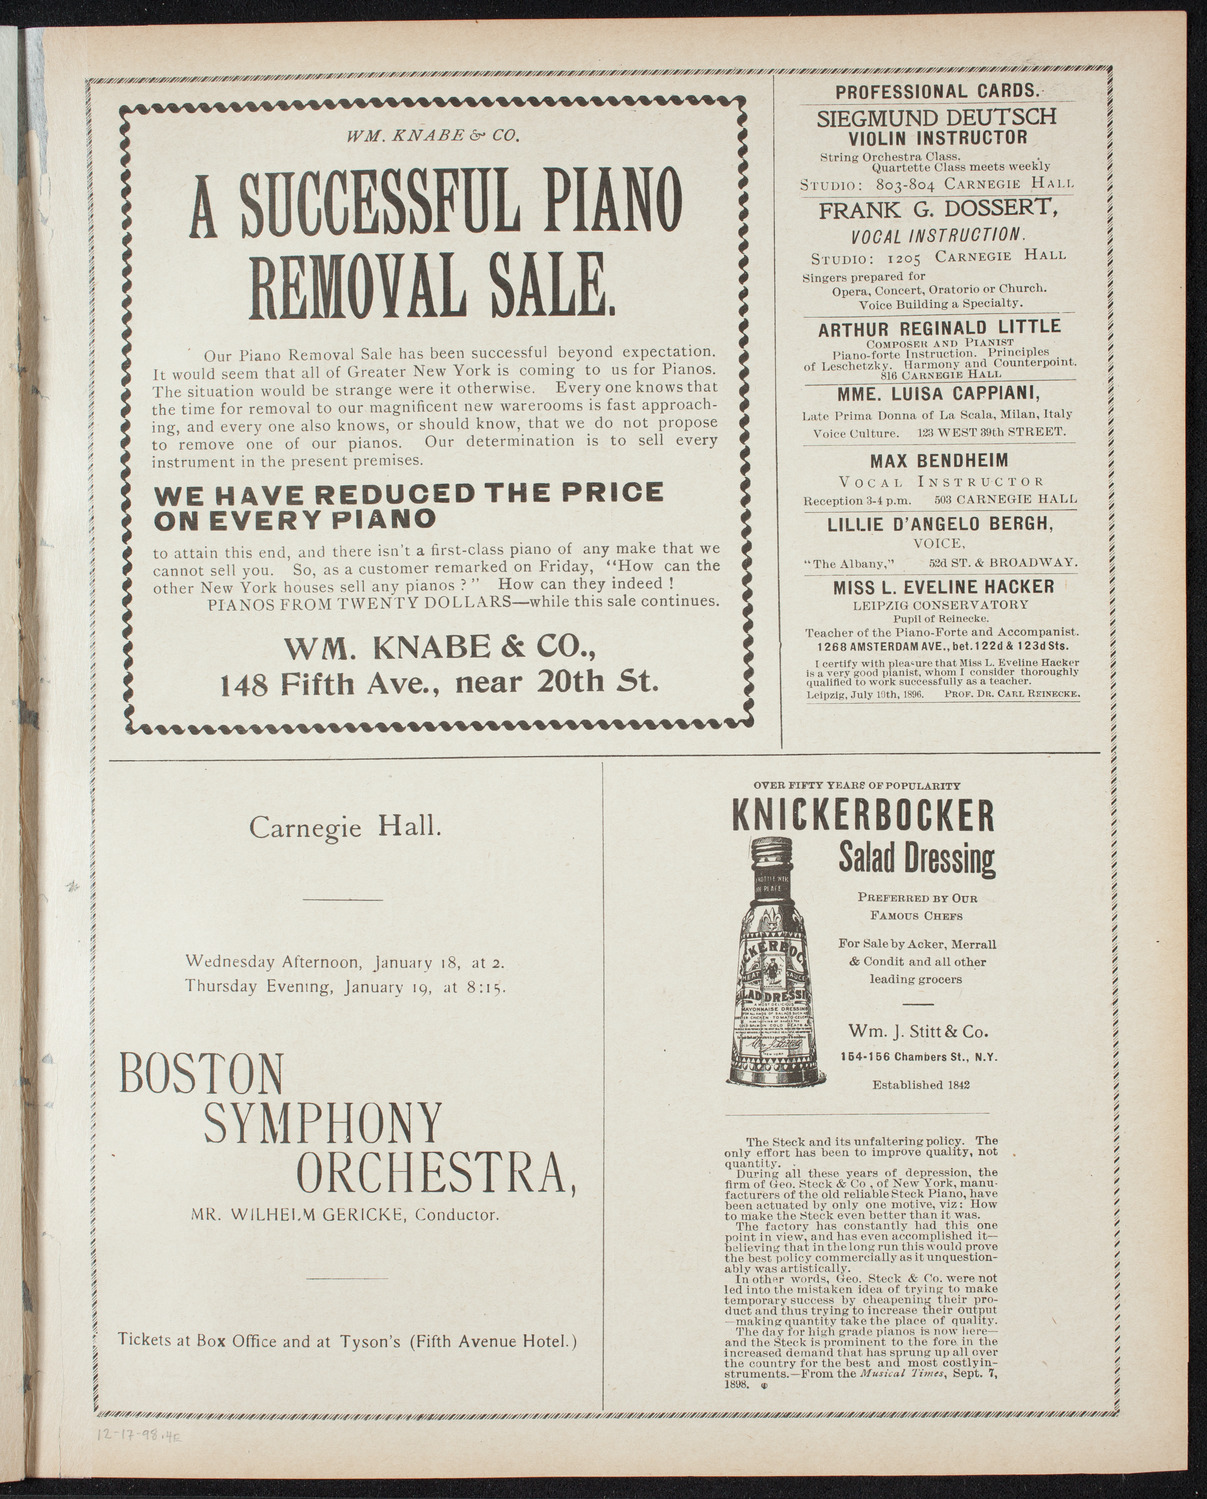 WM. KNABE & CO.
A SUCCESSFUL PIANO
REMOVAL SALE.
Our Piano Removal Sale has been successful beyond expectation.
It would seem that all of Greater New York is coming to us for Pianos.
The situation would be strange were it otherwise. Every one knows that
the time for removal to our magnificent new warerooms is fast approach-
ing, and every one also knows, or should know, that we do not propose
to remove one of our pianos. Our determination is to sell every
instrument in the present premises.
WE HAVE REDUCED THE PRICE
ON EVERY PIANO
to attain this end, and there isn't a first-class piano of any make that we
cannot sell you. So, as a customer remarked on Friday, "How can the
other New York houses sell any pianos ? " How can they indeed !
PIANOS FROM TWENTY DOLLARS—while this sale continues.
WM. KNABE & CO.,
148 Fifth Ave., near 20th St.
PROFESSIONAL CARDS.
SIEGMUND DEUTSCH
VIOLIN INSTRUCTOR
String Orchestra Class.
Quartette Class meets weekly
STUDIO: 803-804 CARNEGIE HALL
FRANK G. DOSSERT,
VOCAL INSTRUCTION.
STUDIO: 1205 CARNEGIE HALL
Singers prepared for
Opera, Concert, Oratorio or Church.
Voice Building a Specialty.
ARTHUR REGINALD LITTLE
COMPOSER AND PIANIST
Piano-forte Instruction. Principles
of Leschetzky. Harmony and Counterpoint.
816 CARNEGIE HALL
MME. LUISA CAPPIANI,
Late Prima Donna of La Scala, Milan, Italy
Voice Culture. 123 WEST 39th STREET.
MAX BENDHEIM
VOCAL INSTRUCTOR
Reception 3-4 p.m. 503 CARNEGIE HALL
LILLIE D'ANGELO BERGH,
VOICE,
"The Albany," 52d ST. & BROADWAY.
MISS L. EVELINE HACKER
LEIPZIG CONSERVATORY
Pupil of Reinecke.
Teacher of the Piano-Forte and Accompanist.
1268 AMSTERDAM AVE., bet. 122d & 123d Sts.
I certify with pleasure that Miss L. Eveline Hacker
is a very good pianist, whom I consider thoroughly
qualified to work successfully as a teacher.
Leipzig, July 10th, 1896. PROF. DR. CARL REINECKE.
Carnegie Hall.
Wednesday Afternoon, January 18, at 2.
Thursday Evening, January 19, at 8:15.
BOSTON
SYMPHONY
ORCHESTRA,
MR. WILHELM GERICKE, Conductor.
Tickets at Box Office and at Tyson's (Fifth Avenue Hotel.)
OVER FIFTY YEARS OF POPULARITY
KNICKERBOCKER
Salad Dressing
PREFERRED BY OUR
FAMOUS CHEFS
For Sale by Acker, Merrall
& Condit and all other
leading grocers
Wm. J. Stitt & Co.
154-156 Chambers St., N.Y.
Established 1842
The Steck and its unfaltering policy. The
only effort has been to improve quality, not
quantity.
During all these years of depression, the
firm of Geo. Steck & Co , of New York, manu-
facturers of the old reliable Steck Piano, have
been actuated by only one motive, viz: How
to make the Steck even better than it was.
The factory has constantly had this one
point in view, and has even accomplished it—
believing that in the long run this would prove
the best policy commercially as it unquestion-
ably was artistically.
In other words, Geo. Steck & Co. were not
led into the mistaken idea of trying to make
temporary success by cheapening their pro-
duct and thus trying to increase their output
—making quantity take the place of quality.
The day for high grade pianos is now here—
and the Steck is prominent to the fore in the
increased demand that has sprung up all over
the country for the best and most costly in-
struments.—From the Musical Times, Sept. 7,
1898.
12-17-98.4E